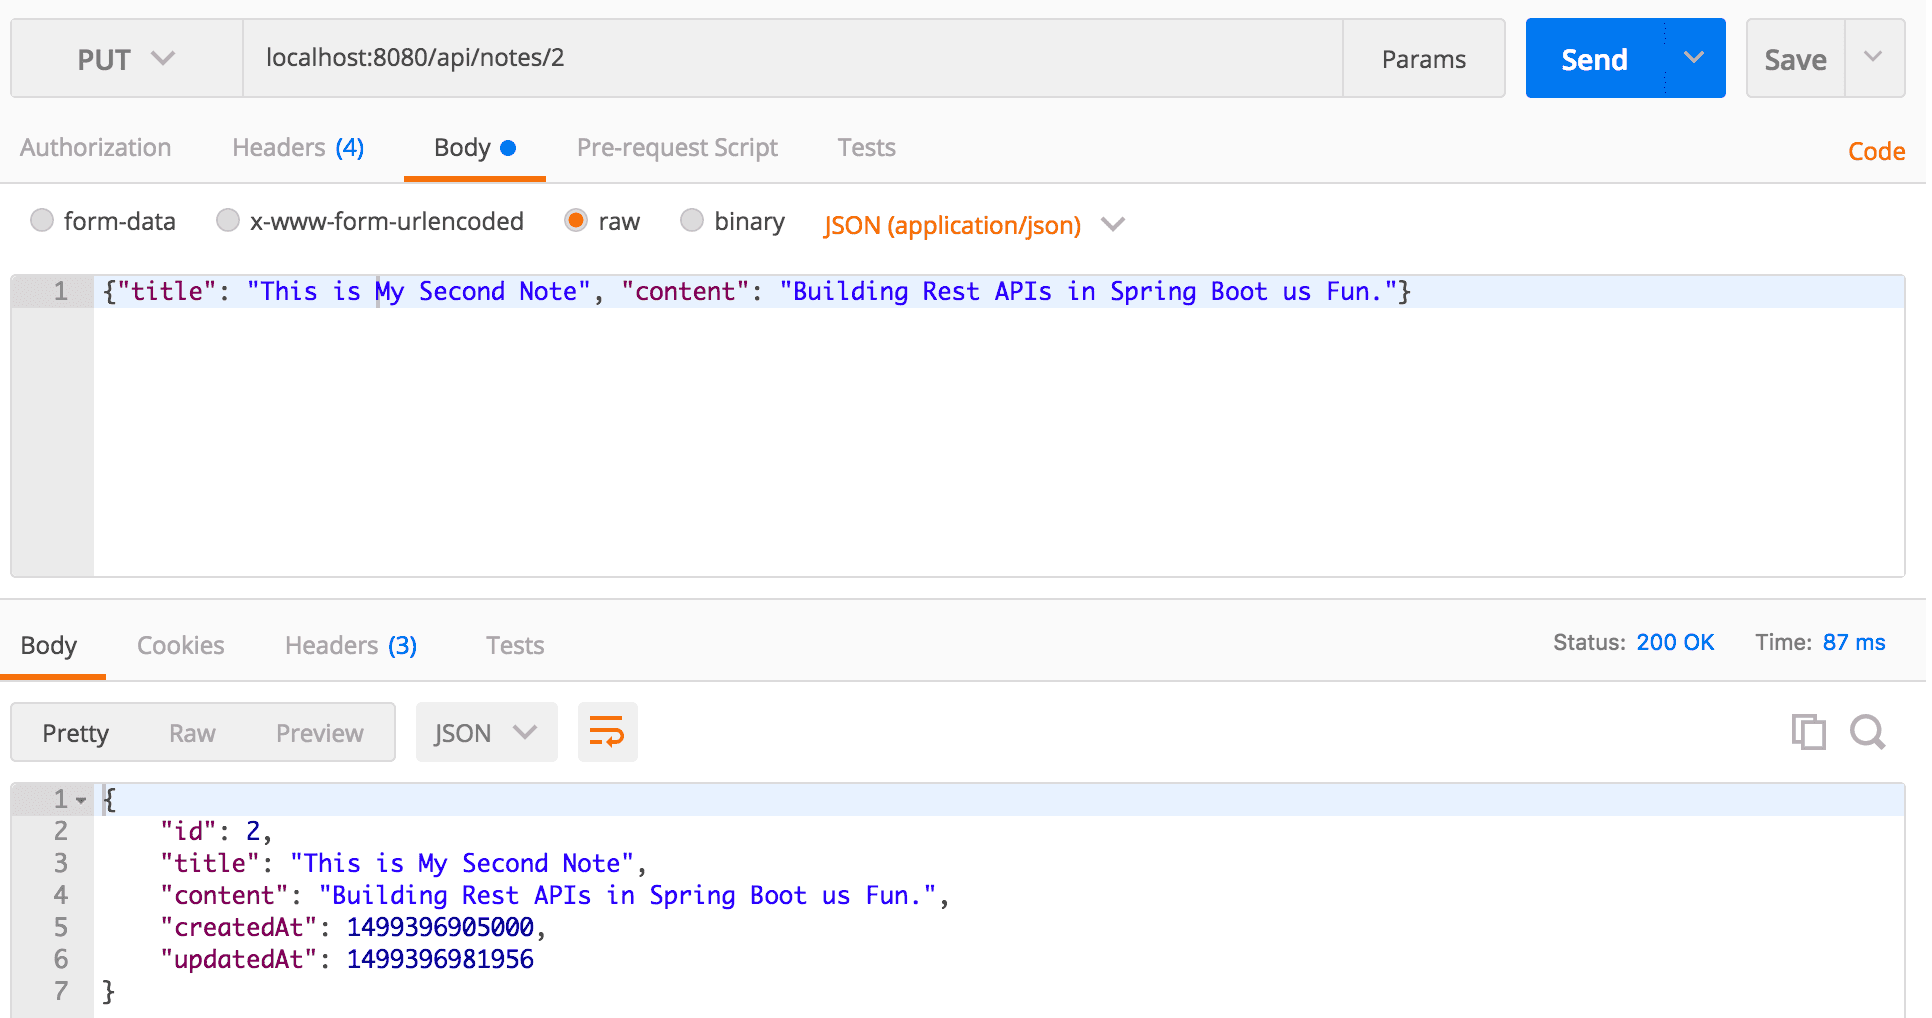 PUT localhost:8080/api/notes/2 Params Send Save
Authorization Headers (4) Body Pre-request Script Tests Code
form-data x-www-form-urlencoded raw binary JSON (application/json)
1 {"title": "This is My Second Note", "content": "Building Rest APIs in Spring Boot us Fun."}
Body Cookies Headers (3) Tests Status: 200 OK Time: 87 ms
Pretty Raw Preview JSON
1 {
2 "id": 2,
3 "title": "This is My Second Note",
4 "content": "Building Rest APIs in Spring Boot us Fun.",
5 "createdAt": 1499396905000,
6 "updatedAt": 1499396981956
7 }